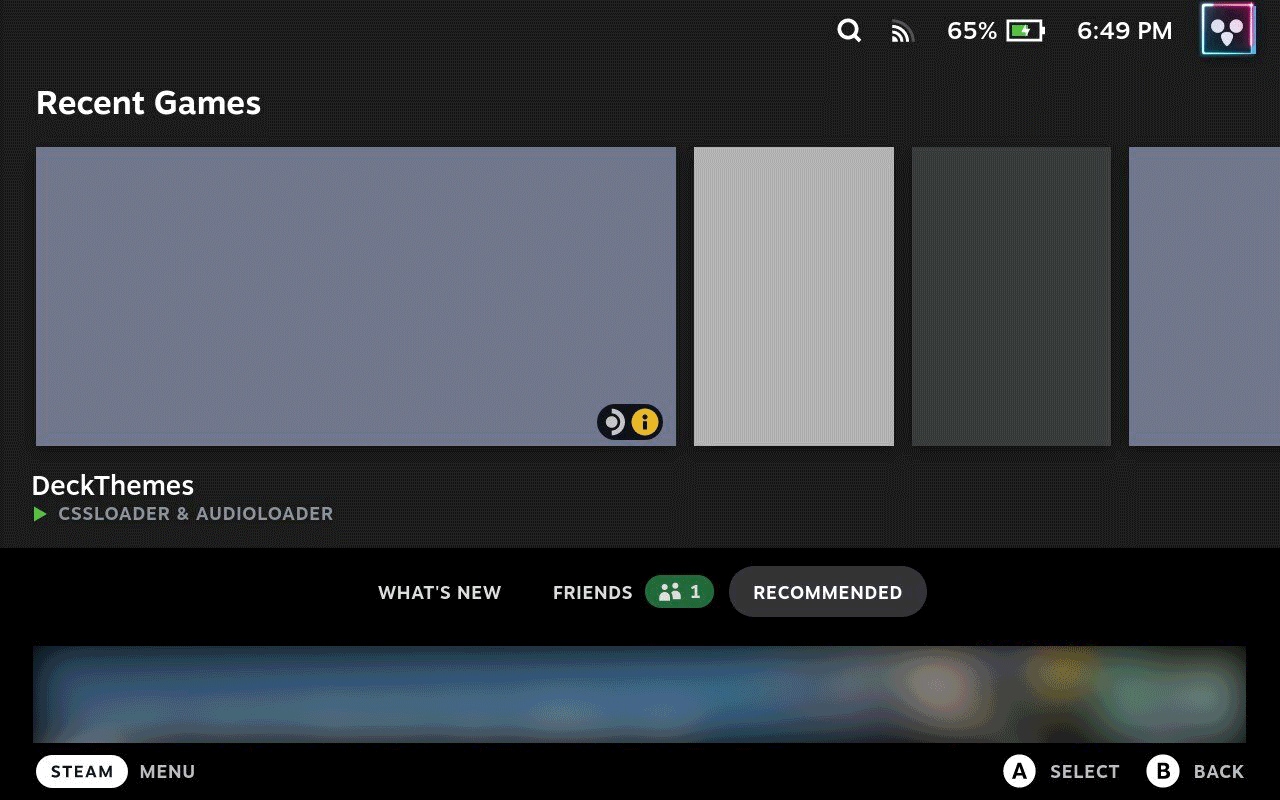 65% 6:49 PM
Recent Games
DeckThemes
CSSLOADER & AUDIOLOADER
WHAT'S NEW FRIENDS 1 RECOMMENDED
STEAM MENU A SELECT B BACK